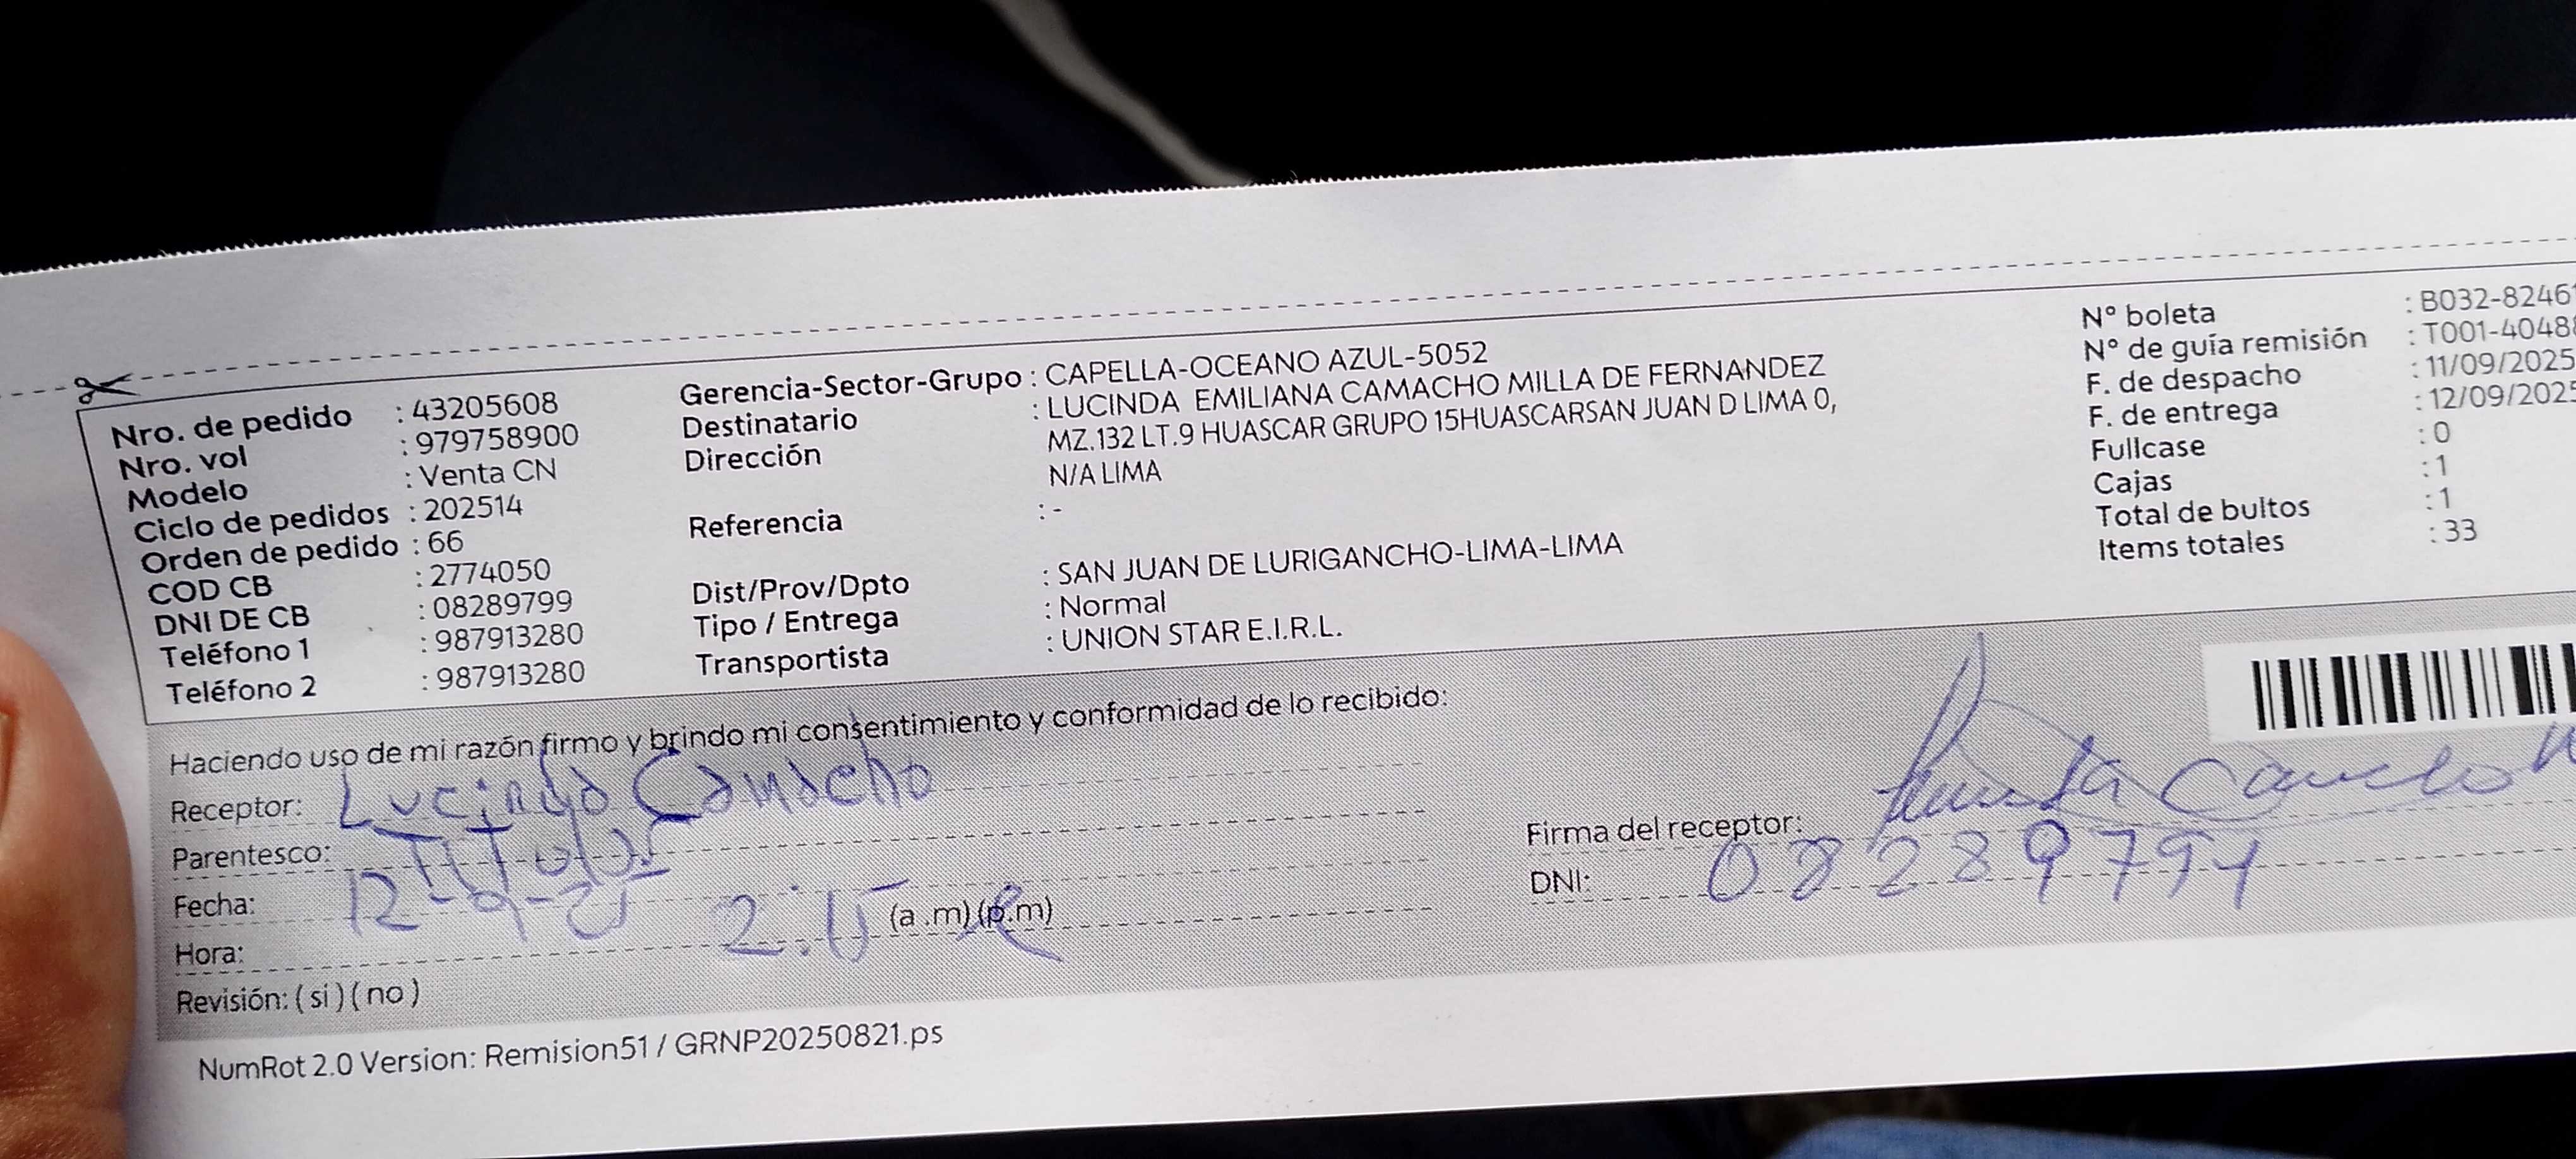 Nro. de pedido : 43205608
Nro. vol : 979758900
Modelo : Venta CN
Ciclo de pedidos : 202514
Orden de pedido : 66
COD CB : 2774050
DNI DE CB : 08289799
Teléfono 1 : 987913280
Teléfono 2 : 987913280
Gerencia-Sector-Grupo : CAPELLA-OCEANO AZUL-5052
Destinatario : LUCINDA EMILIANA CAMACHO MILLA DE FERNANDEZ
Dirección MZ.132 LT.9 HUASCAR GRUPO 15HUASCARSAN JUAN D LIMA 0,
N/A LIMA
Referencia : -
Dist/Prov/Dpto : SAN JUAN DE LURIGANCHO-LIMA-LIMA
Tipo / Entrega : Normal
Transportista : UNION STAR E.I.R.L.
N° boleta : B032-82461
N° de guía remisión : T001-4048
F. de despacho : 11/09/2025
F. de entrega : 12/09/2025
Fullcase : 0
Cajas : 1
Total de bultos : 1
Items totales : 33
Haciendo uso de mi razón firmo y brindo mi consentimiento y conformidad de lo recibido:
Receptor: Lucinda Camacho
Parentesco: Titular
Fecha: 12-9-25
Hora: 2:15 (a.m)(p.m)
Revisión: ( si ) ( no )
Firma del receptor:
DNI: 08289799
NumRot 2.0 Version: Remision51 / GRNP20250821.ps